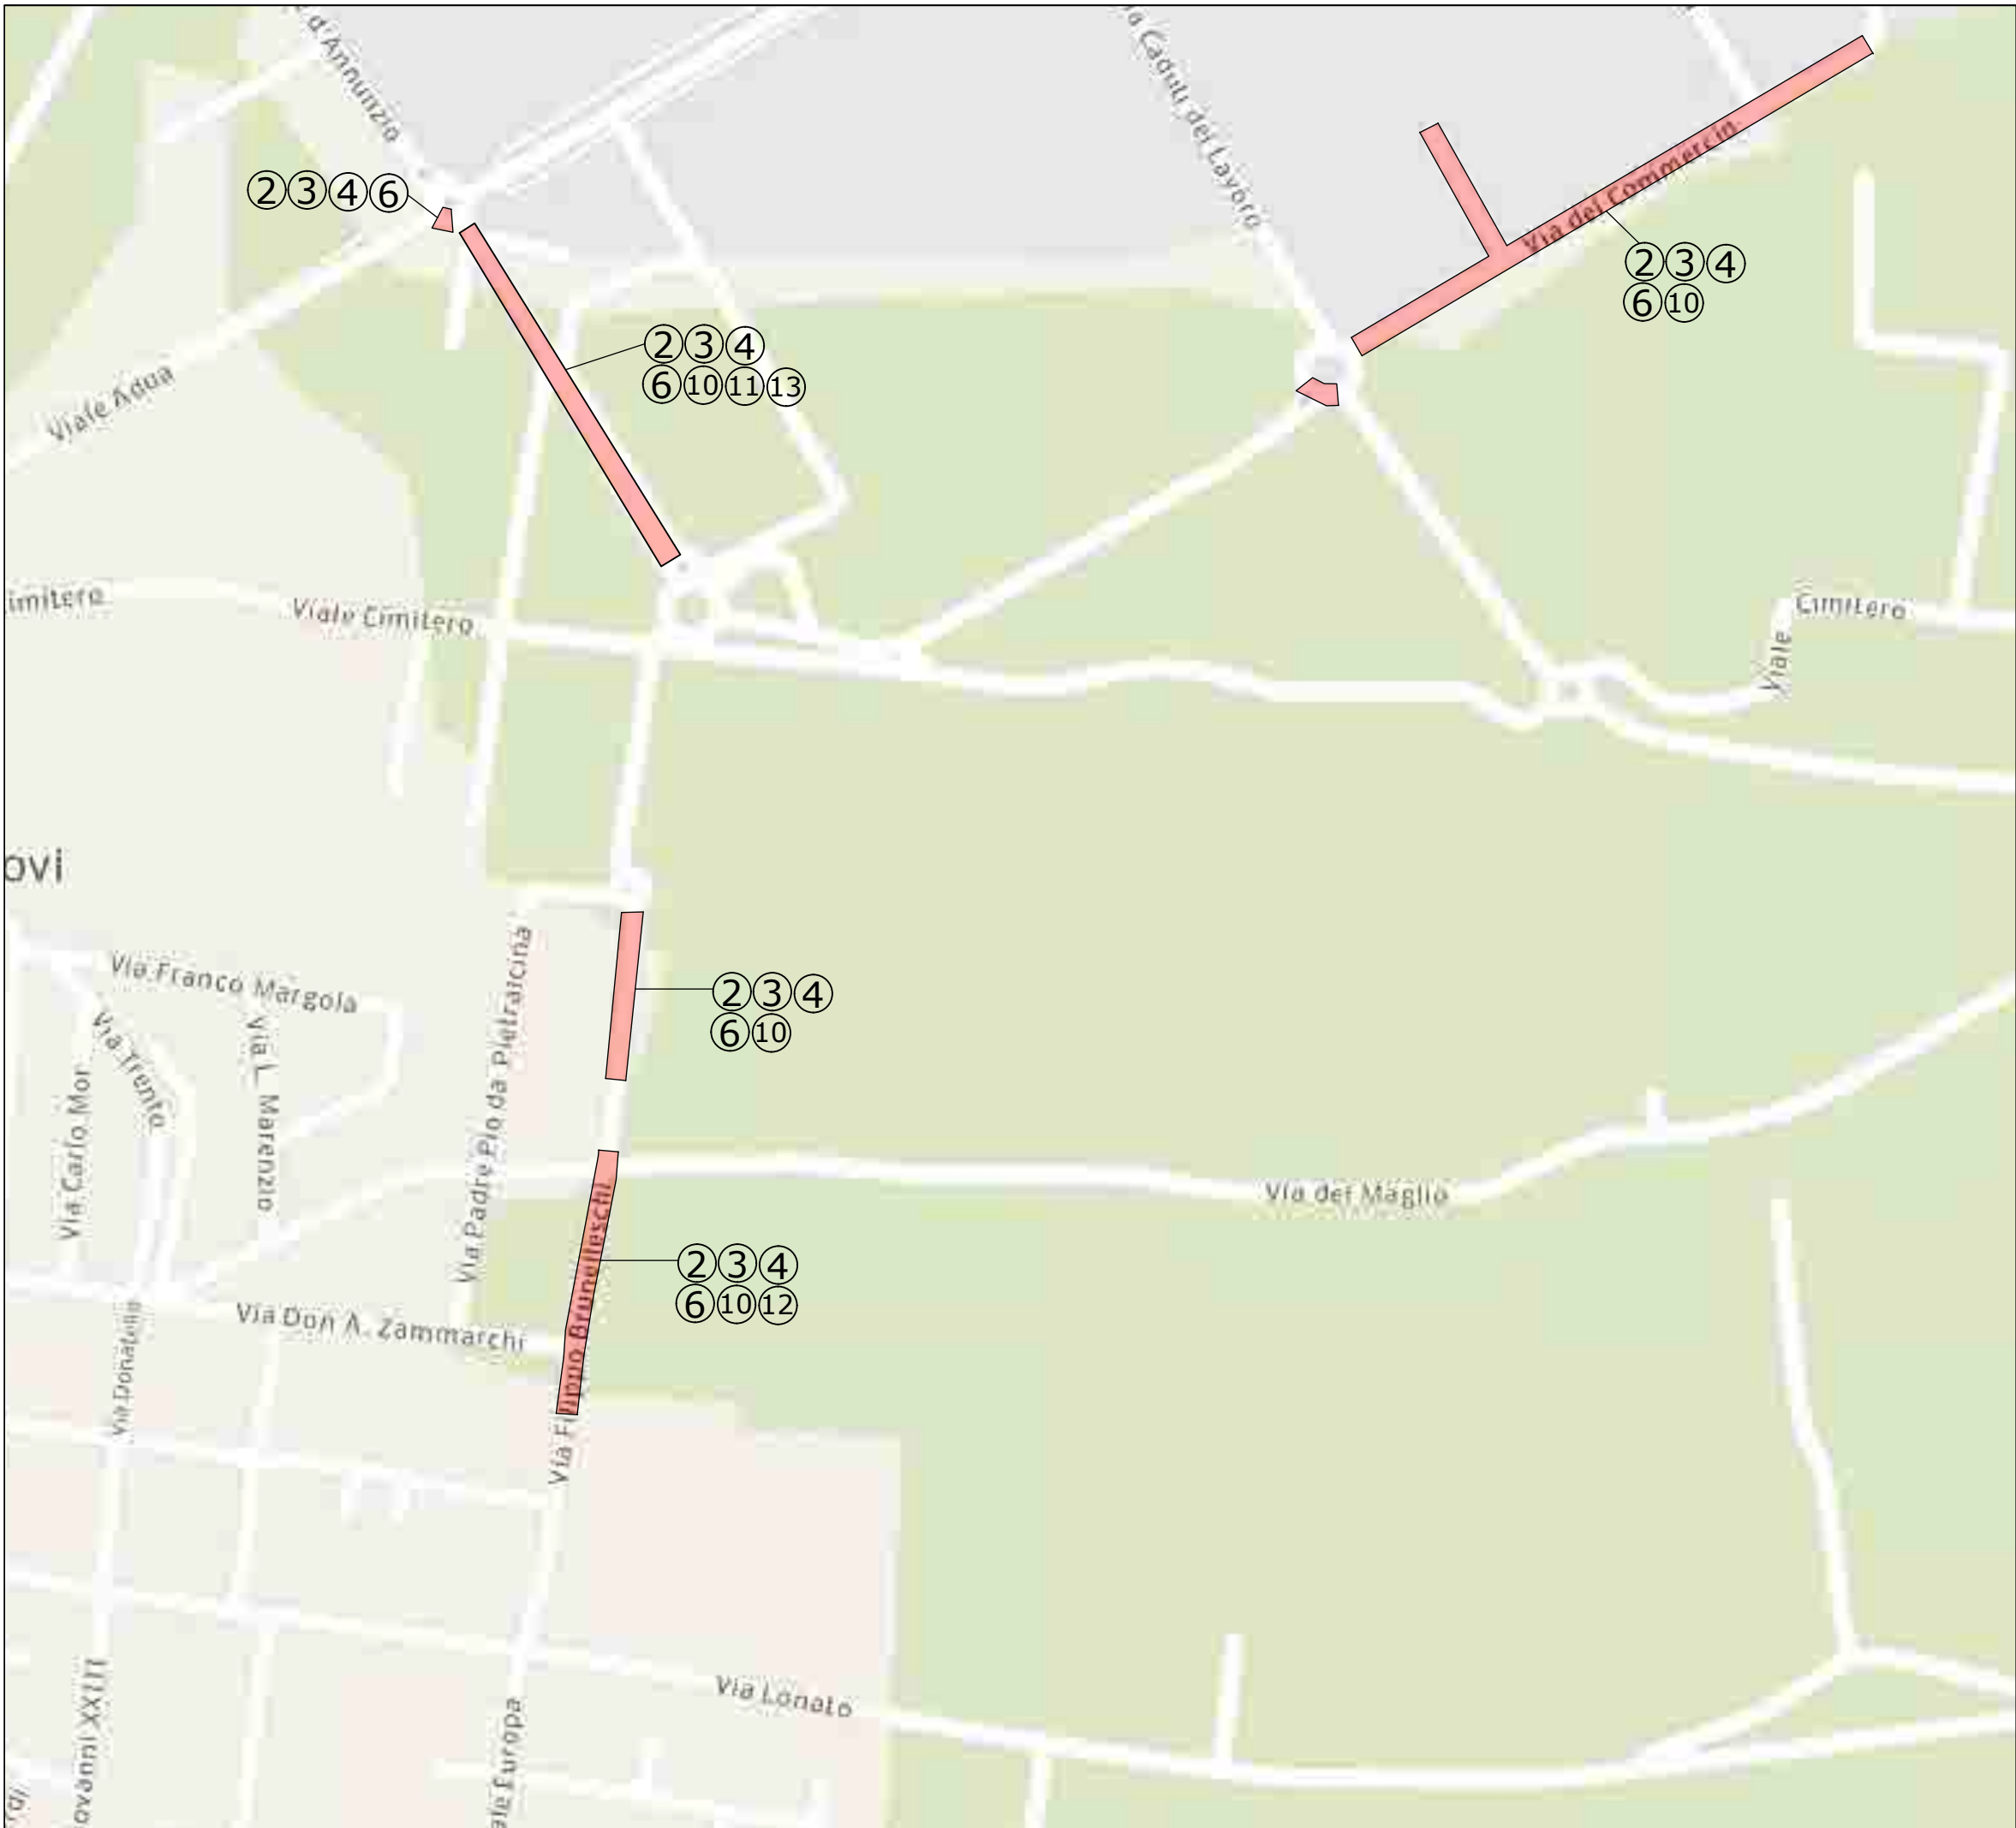 d'Annunzio
Caduti del Lavoro
Via del Commercio
②③④⑥
②③④
⑥⑩
②③④
⑥⑩⑪⑬
Viale Adua
imitero
Viale Cimitero
Viale
Cimitero
ovi
Via Franco Margola
Via Trento
Via L. Marenzio
Via Carlo Mor
Via Padre Pio da Pietralcina
②③④
⑥⑩
Via del Maglio
②③④
⑥⑩⑫
Via Filippo Brunelleschi
Via Don A. Zammarchi
Via Donatello
Via Lonato
ovanni XXIII
ale Europa